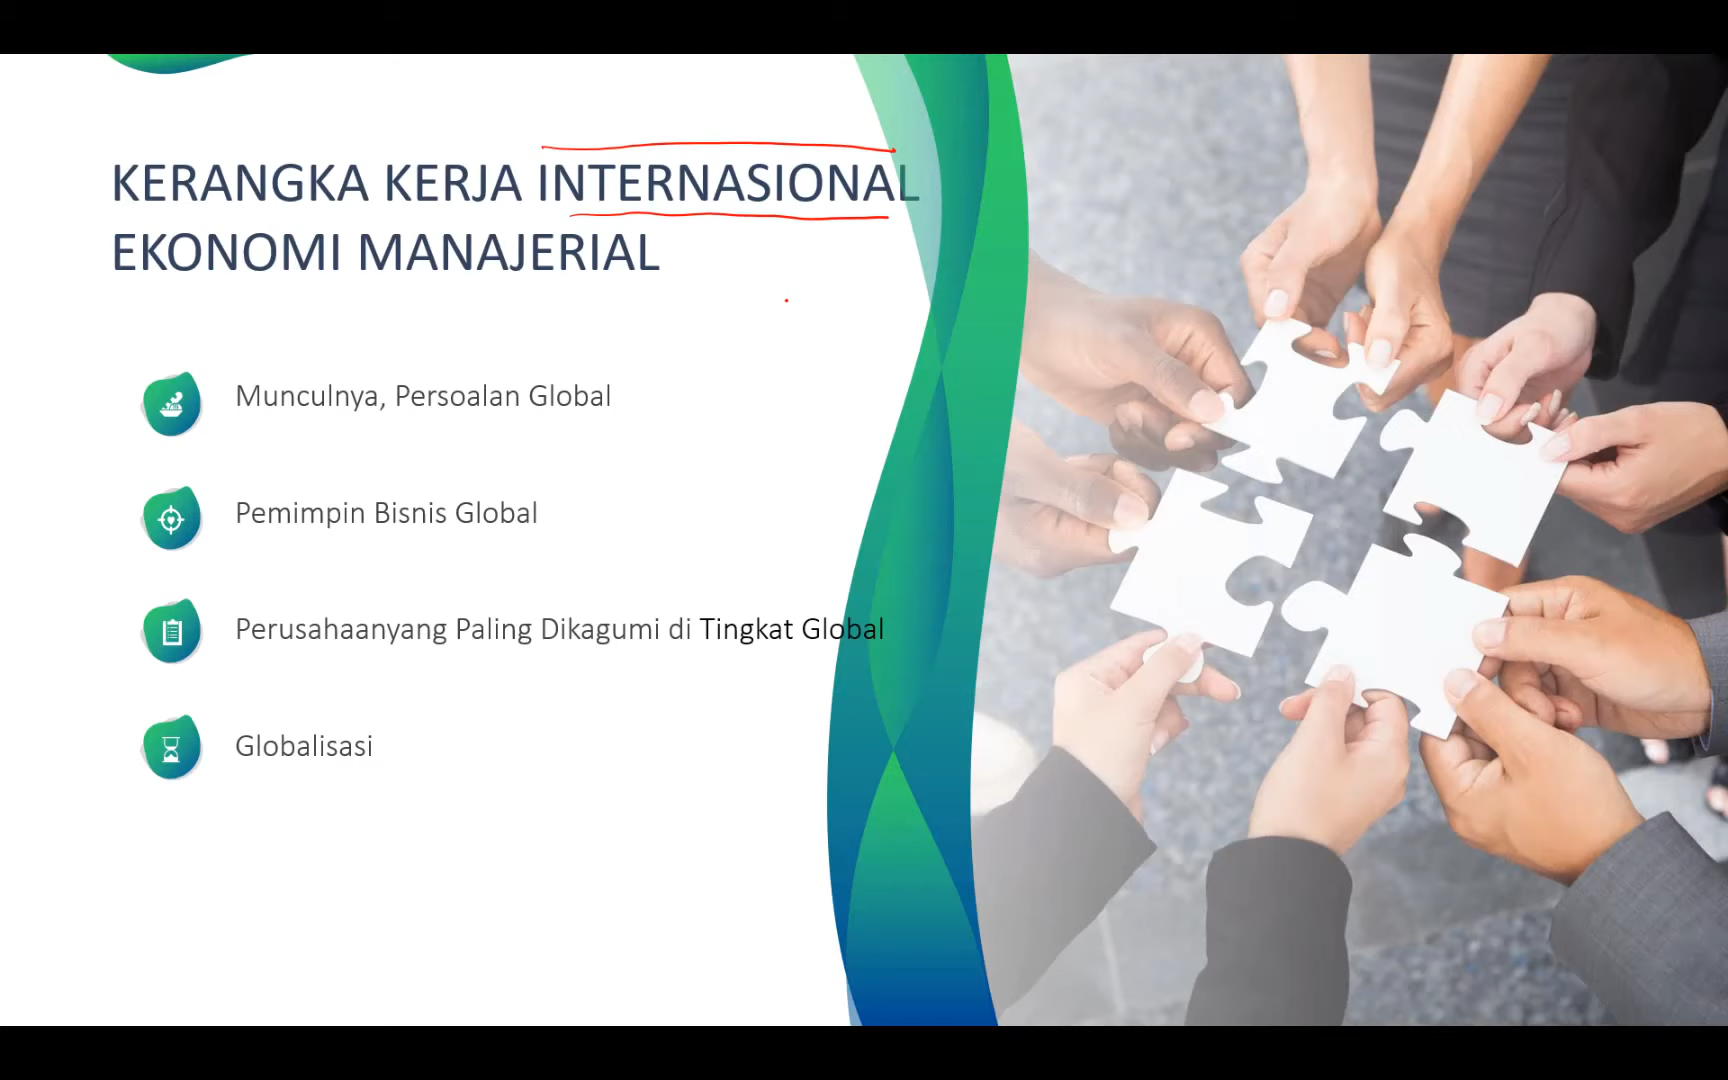 KERANGKA KERJA INTERNASIONAL
EKONOMI MANAJERIAL
Munculnya, Persoalan Global
Pemimpin Bisnis Global
Perusahaanyang Paling Dikagumi di Tingkat Global
Globalisasi